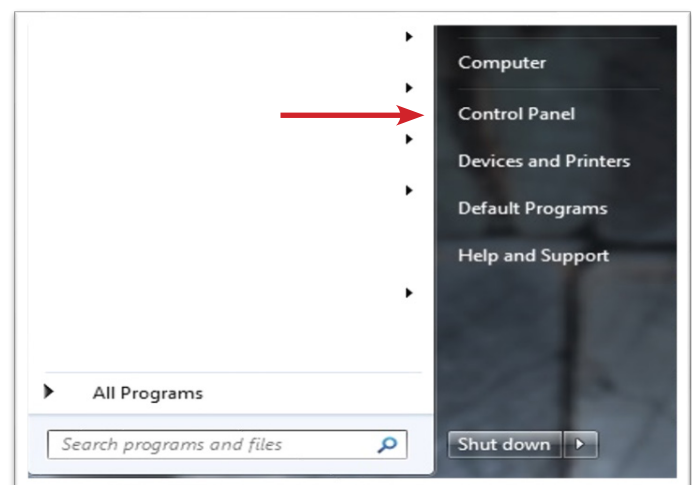 Computer
Control Panel
Devices and Printers
Default Programs
Help and Support
All Programs
Search programs and files
Shut down